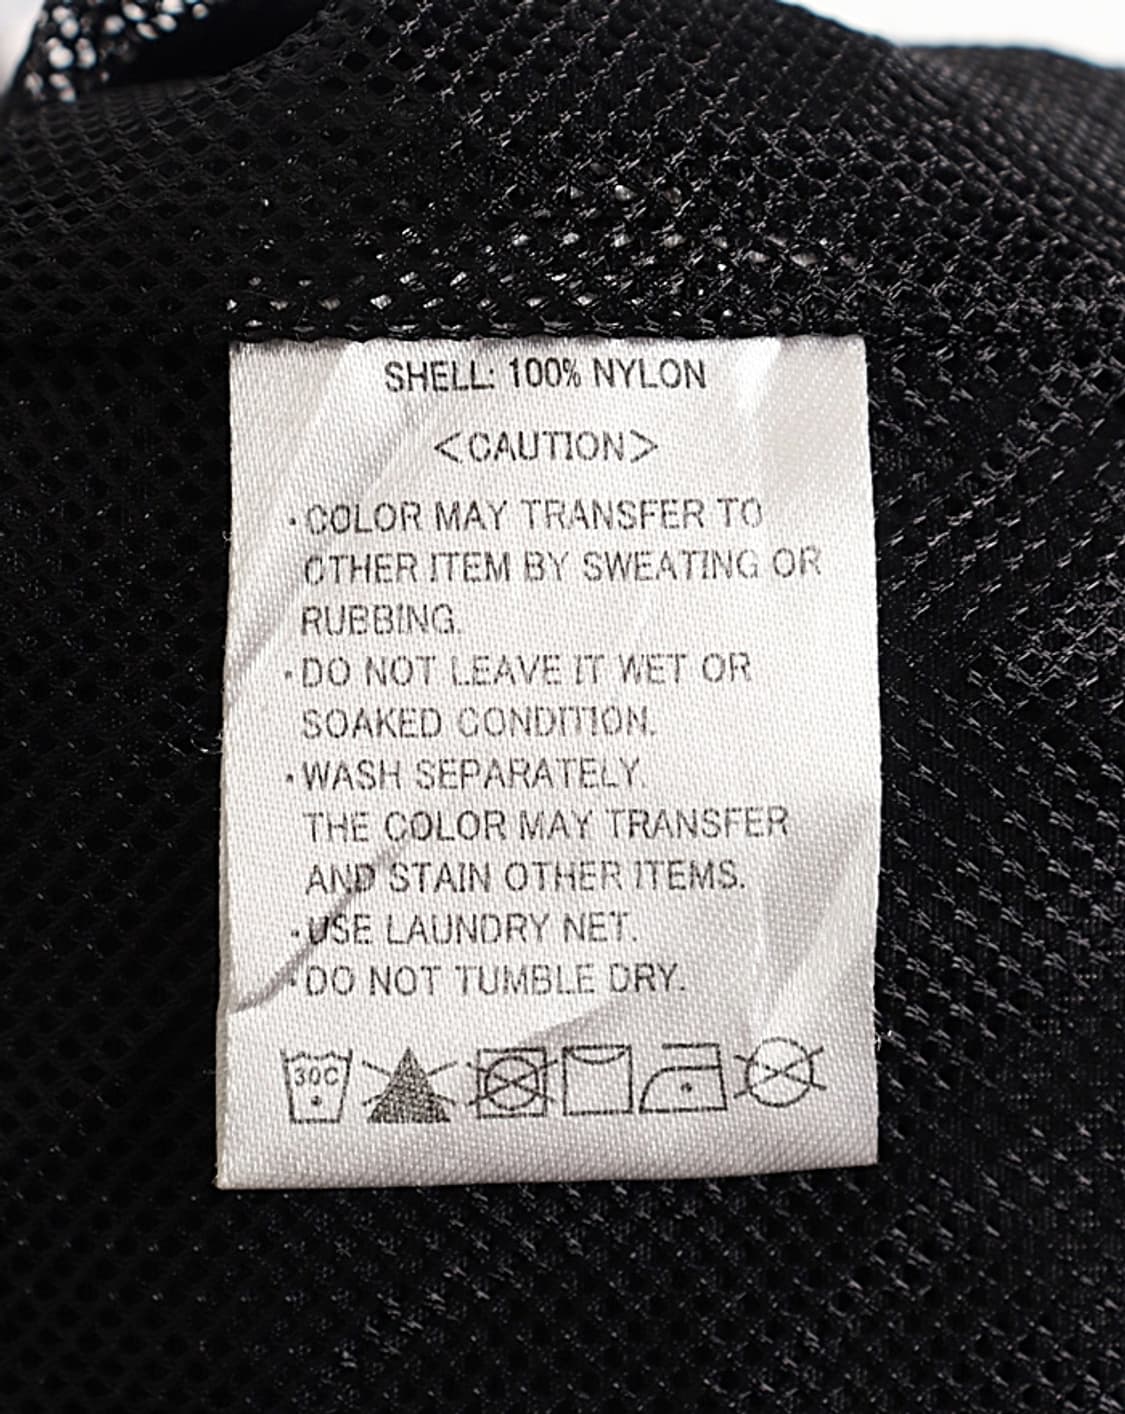 SHELL: 100% NYLON
<CAUTION>
·COLOR MAY TRANSFER TO
OTHER ITEM BY SWEATING OR
RUBBING.
·DO NOT LEAVE IT WET OR
SOAKED CONDITION.
·WASH SEPARATELY.
THE COLOR MAY TRANSFER
AND STAIN OTHER ITEMS.
·USE LAUNDRY NET.
·DO NOT TUMBLE DRY.
30C